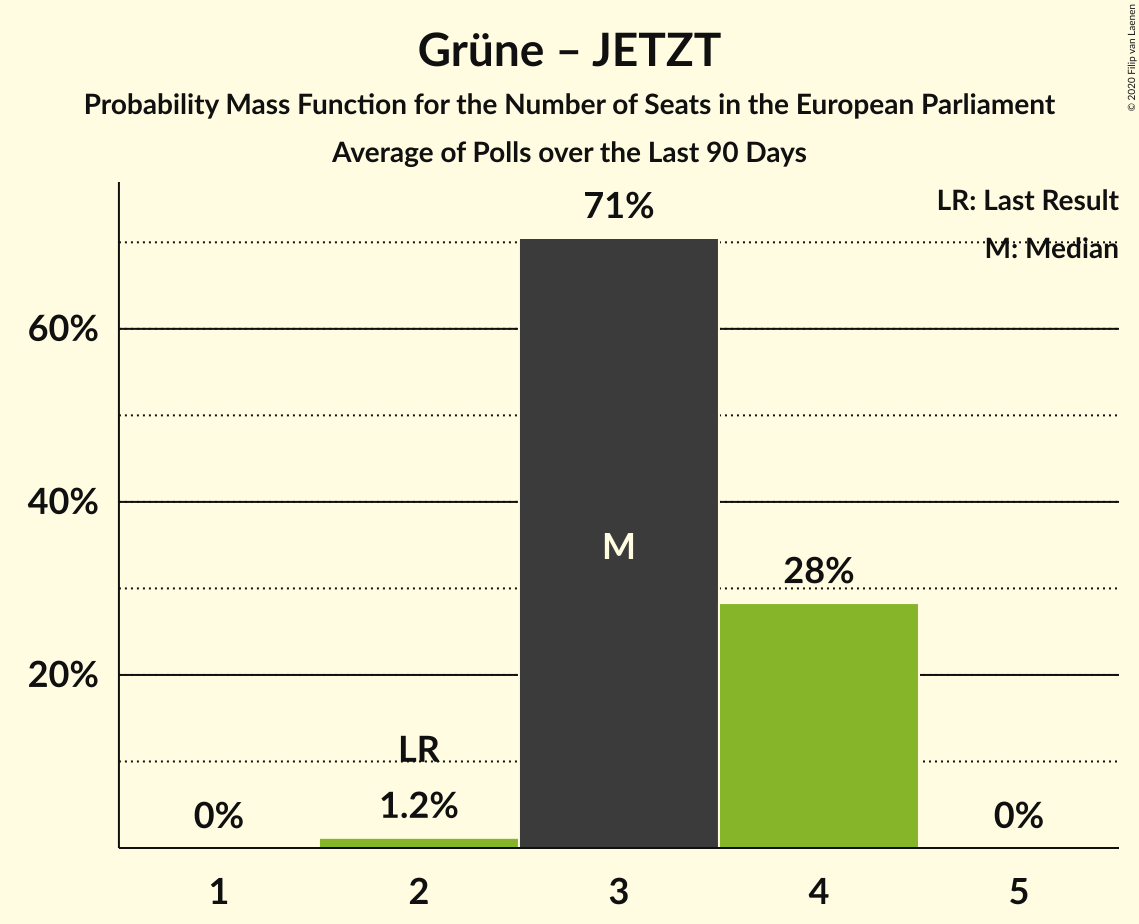 Grüne – JETZT
Probability Mass Function for the Number of Seats in the European Parliament
Average of Polls over the Last 90 Days
© 2020 Filip van Laenen
LR: Last Result
M: Median
71%
60%
40%
20%
M
28%
LR
0%
1.2%
0%
1 2 3 4 5